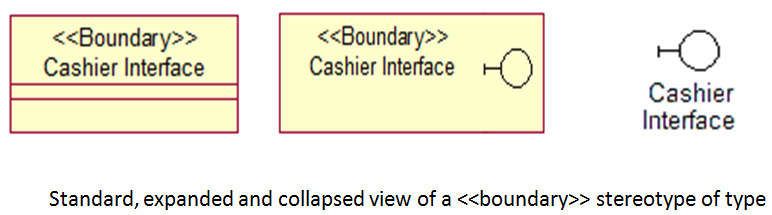 <<Boundary>>
Cashier Interface
<<Boundary>>
Cashier Interface
Cashier
Interface
Standard, expanded and collapsed view of a <<boundary>> stereotype of type